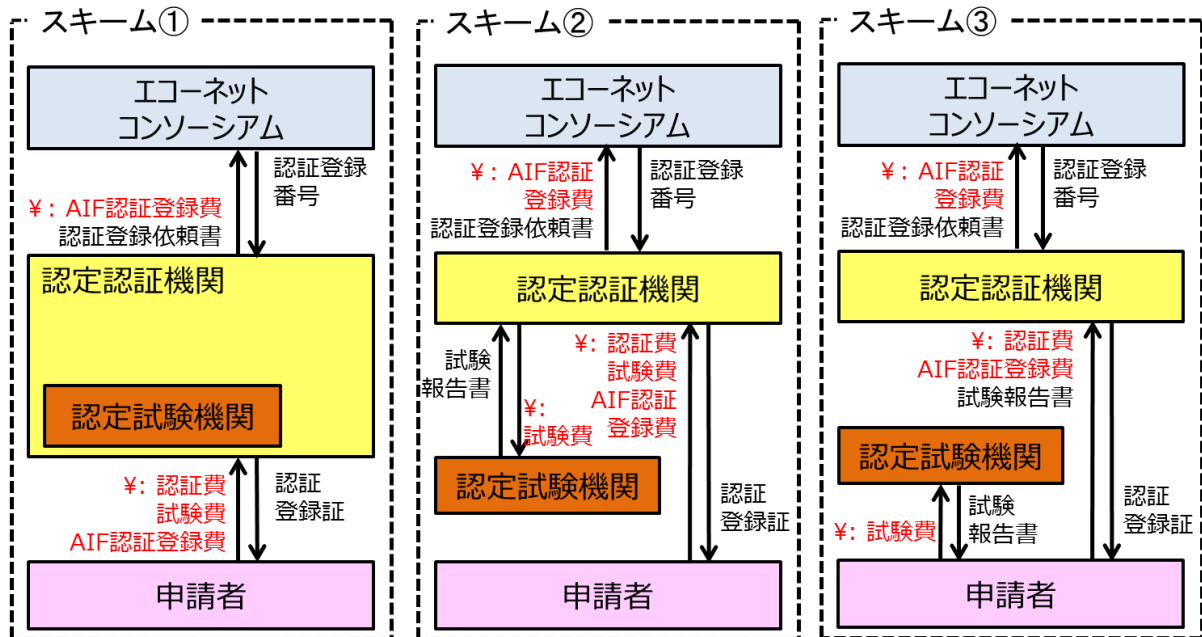 スキーム①
エコーネット
コンソーシアム
¥: AIF認証登録費
認証登録依頼書
認証登録
番号
認定認証機関
認定試験機関
¥: 認証費
試験費
AIF認証登録費
認証
登録証
申請者
スキーム②
エコーネット
コンソーシアム
¥: AIF認証
登録費
認証登録依頼書
認証登録
番号
認定認証機関
試験
報告書
¥:
試験費
¥: 認証費
試験費
AIF認証
登録費
認定試験機関
認証
登録証
申請者
スキーム③
エコーネット
コンソーシアム
¥: AIF認証
登録費
認証登録依頼書
認証登録
番号
認定認証機関
¥: 認証費
AIF認証登録費
試験報告書
認定試験機関
¥: 試験費
試験
報告書
認証
登録証
申請者